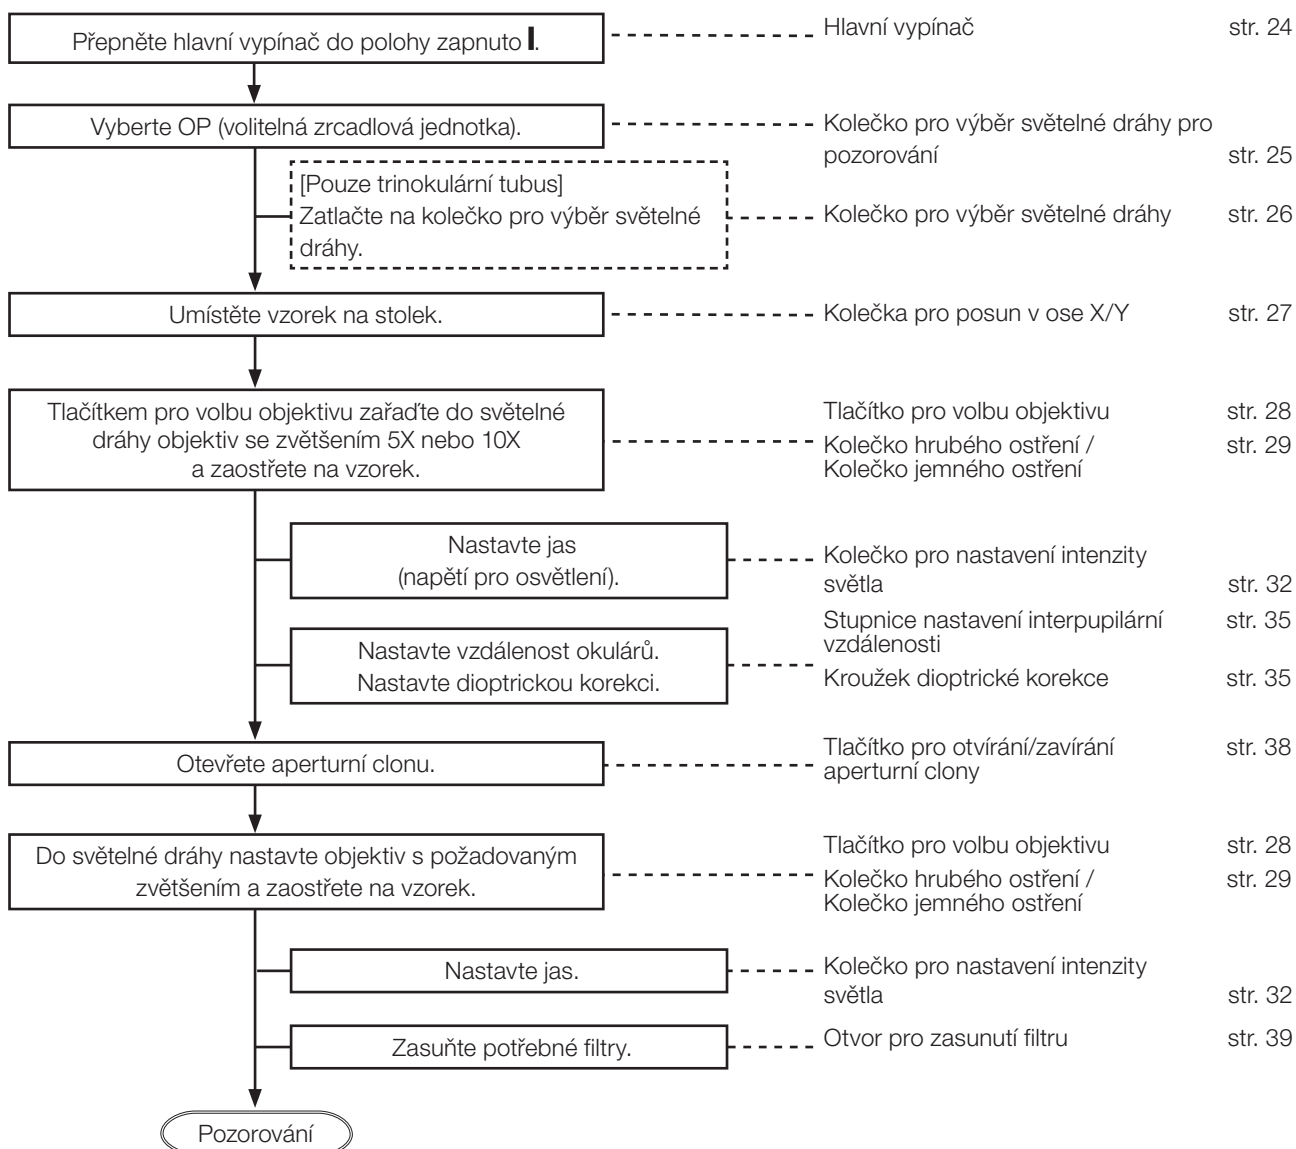 Přepněte hlavní vypínač do polohy zapnuto I.
Hlavní vypínač str. 24
Vyberte OP (volitelná zrcadlová jednotka).
Kolečko pro výběr světelné dráhy pro
pozorování str. 25
[Pouze trinokulární tubus]
Zatlačte na kolečko pro výběr světelné
dráhy.
Kolečko pro výběr světelné dráhy str. 26
Umístěte vzorek na stolek.
Kolečka pro posun v ose X/Y str. 27
Tlačítkem pro volbu objektivu zařaďte do světelné
dráhy objektiv se zvětšením 5X nebo 10X
a zaostřete na vzorek.
Tlačítko pro volbu objektivu str. 28
Kolečko hrubého ostření / str. 29
Kolečko jemného ostření
Nastavte jas
(napětí pro osvětlení).
Kolečko pro nastavení intenzity
světla str. 32
Nastavte vzdálenost okulárů.
Nastavte dioptrickou korekci.
Stupnice nastavení interpupilární str. 35
vzdálenosti
Kroužek dioptrické korekce str. 35
Otevřete aperturní clonu.
Tlačítko pro otvírání/zavírání str. 38
aperturní clony
Do světelné dráhy nastavte objektiv s požadovaným
zvětšením a zaostřete na vzorek.
Tlačítko pro volbu objektivu str. 28
Kolečko hrubého ostření / str. 29
Kolečko jemného ostření
Nastavte jas.
Kolečko pro nastavení intenzity
světla str. 32
Zasuňte potřebné filtry.
Otvor pro zasunutí filtru str. 39
Pozorování